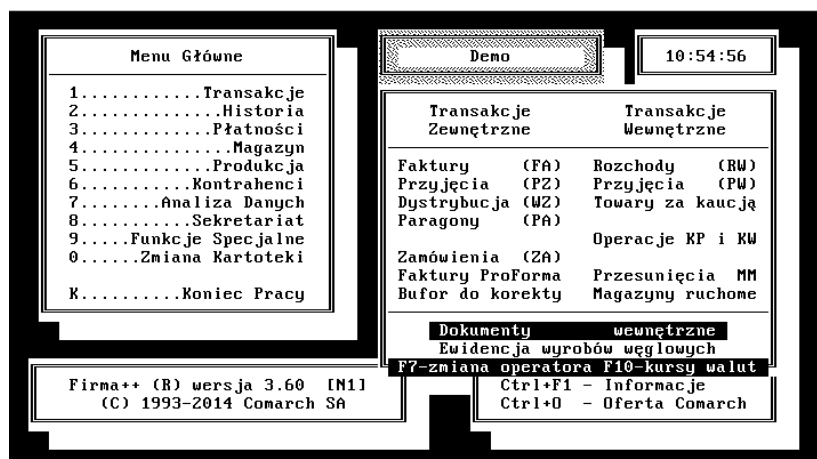 Menu Główne
1............Transakcje
2..............Historia
3.............Płatności
4...............Magazyn
5.............Produkcja
6...........Kontrahenci
7........Analiza Danych
8...........Sekretariat
9.....Funkcje Specjalne
0......Zmiana Kartoteki
K..........Koniec Pracy
Demo
10:54:56
Transakcje Transakcje
Zewnętrzne Wewnętrzne
Faktury (FA) Rozchody (RW)
Przyjęcia (PZ) Przyjęcia (PW)
Dystrybucja (WZ) Towary za kaucją
Paragony (PA)
Operacje KP i KW
Zamówienia (ZA)
Faktury ProForma Przesunięcia MM
Bufor do korekty Magazyny ruchome
Dokumenty wewnętrzne
Ewidencja wyrobów węglowych
F7-zmiana operatora F10-kursy walut
Firma++ (R) wersja 3.60 [N1]
(C) 1993-2014 Comarch SA
Ctrl+F1 - Informacje
Ctrl+O - Oferta Comarch